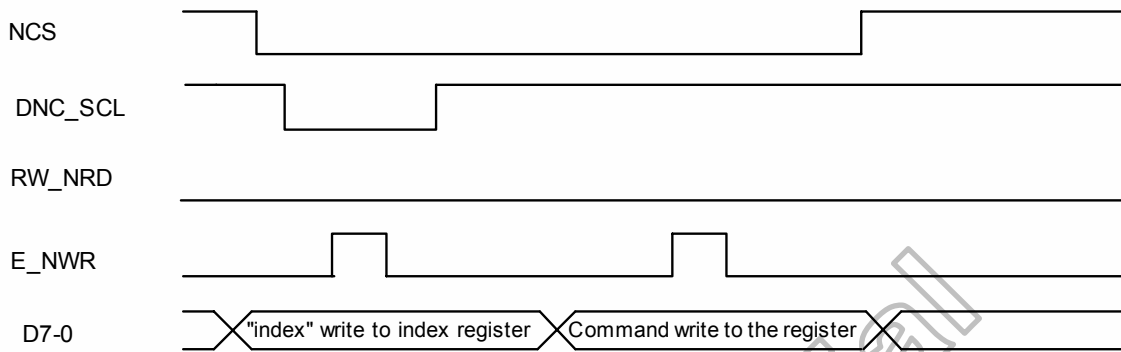 NCS
DNC_SCL
RW_NRD
E_NWR
D7-0 "index" write to index register Command write to the register